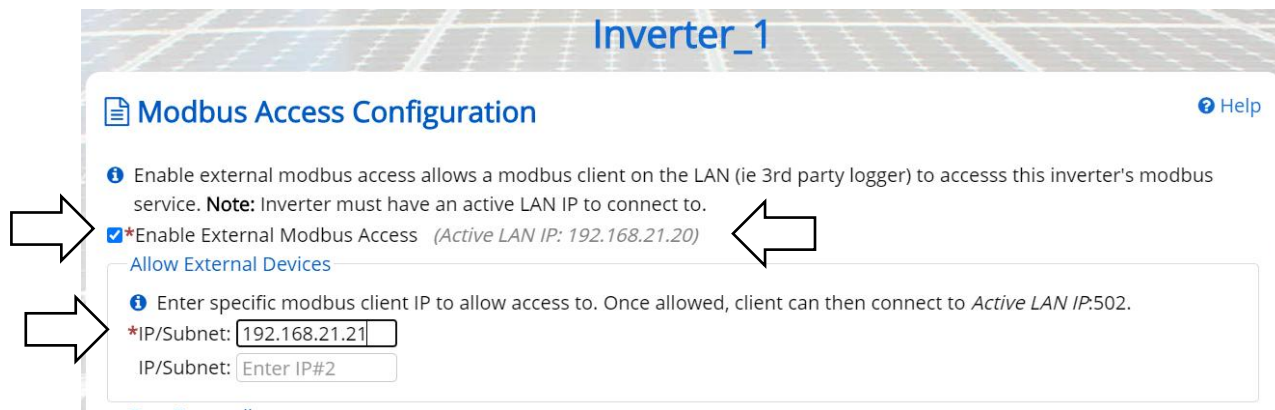 Inverter_1
Modbus Access Configuration
Help
Enable external modbus access allows a modbus client on the LAN (ie 3rd party logger) to accesss this inverter's modbus
service. Note: Inverter must have an active LAN IP to connect to.
*Enable External Modbus Access (Active LAN IP: 192.168.21.20)
Allow External Devices
Enter specific modbus client IP to allow access to. Once allowed, client can then connect to Active LAN IP:502.
*IP/Subnet: 192.168.21.21
IP/Subnet: Enter IP#2